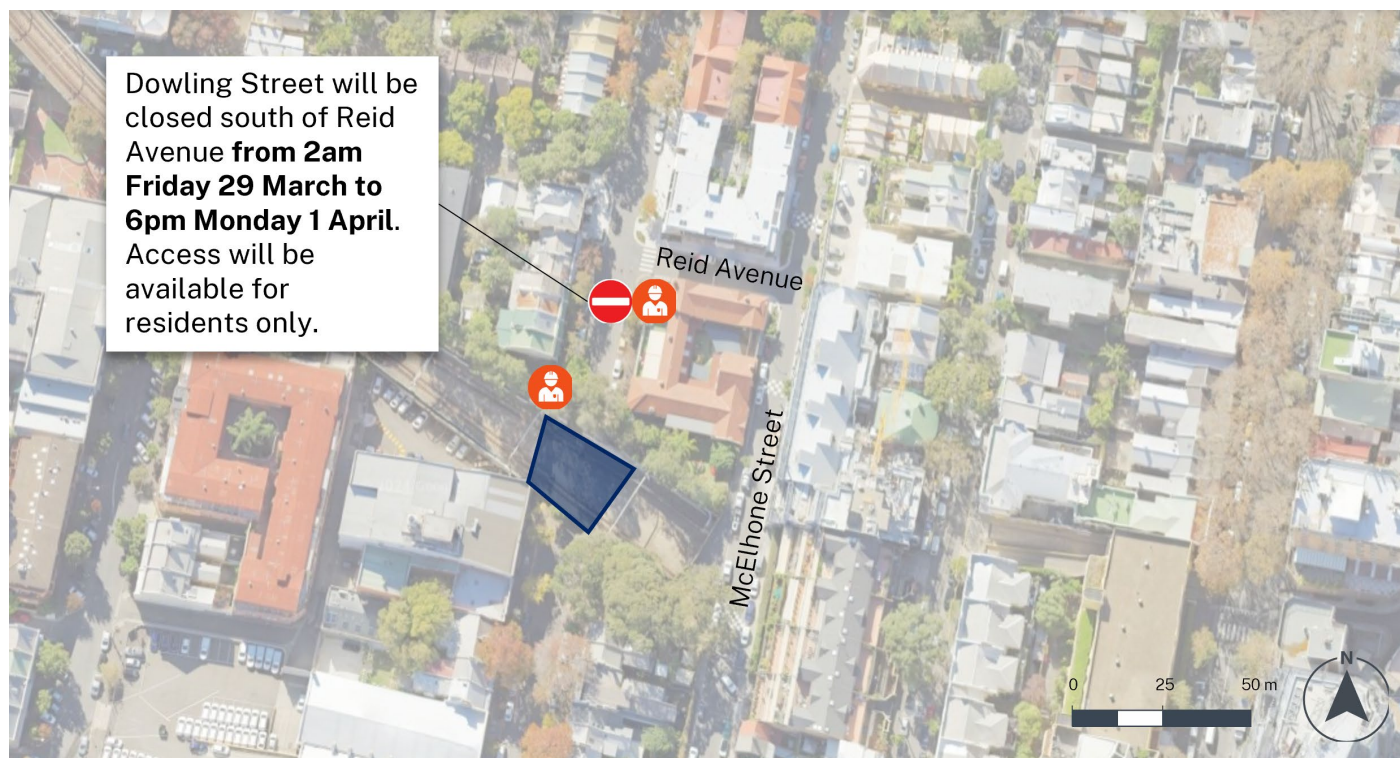 Dowling Street will be
closed south of Reid
Avenue from 2am
Friday 29 March to
6pm Monday 1 April.
Access will be
available for
residents only.
Reid Avenue
McElhone Street
0 25 50 m
N